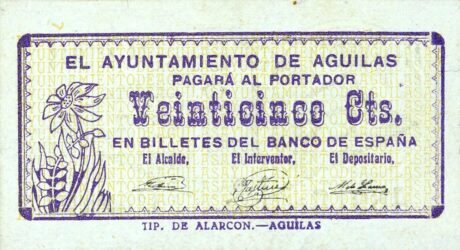 EL AYUNTAMIENTO DE AGUILAS
PAGARÁ AL PORTADOR
Veinticinco Cts.
EN BILLETES DEL BANCO DE ESPAÑA
El Alcalde, El Interventor, El Depositario,
TIP. DE ALARCON.—AGUILAS